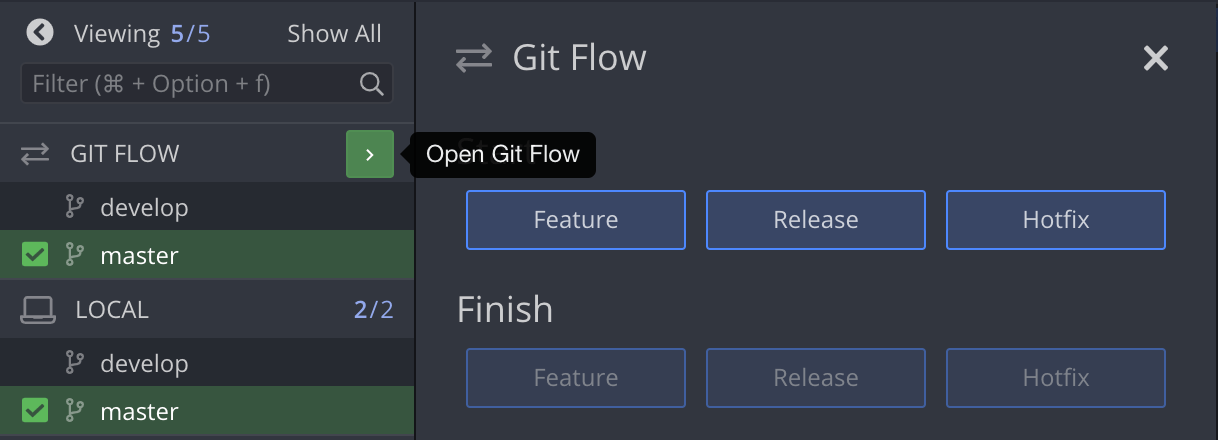 Viewing 5/5 Show All
Filter (⌘ + Option + f)
GIT FLOW
develop
master
LOCAL 2/2
develop
master
Git Flow
Open Git Flow
Feature Release Hotfix
Finish
Feature Release Hotfix